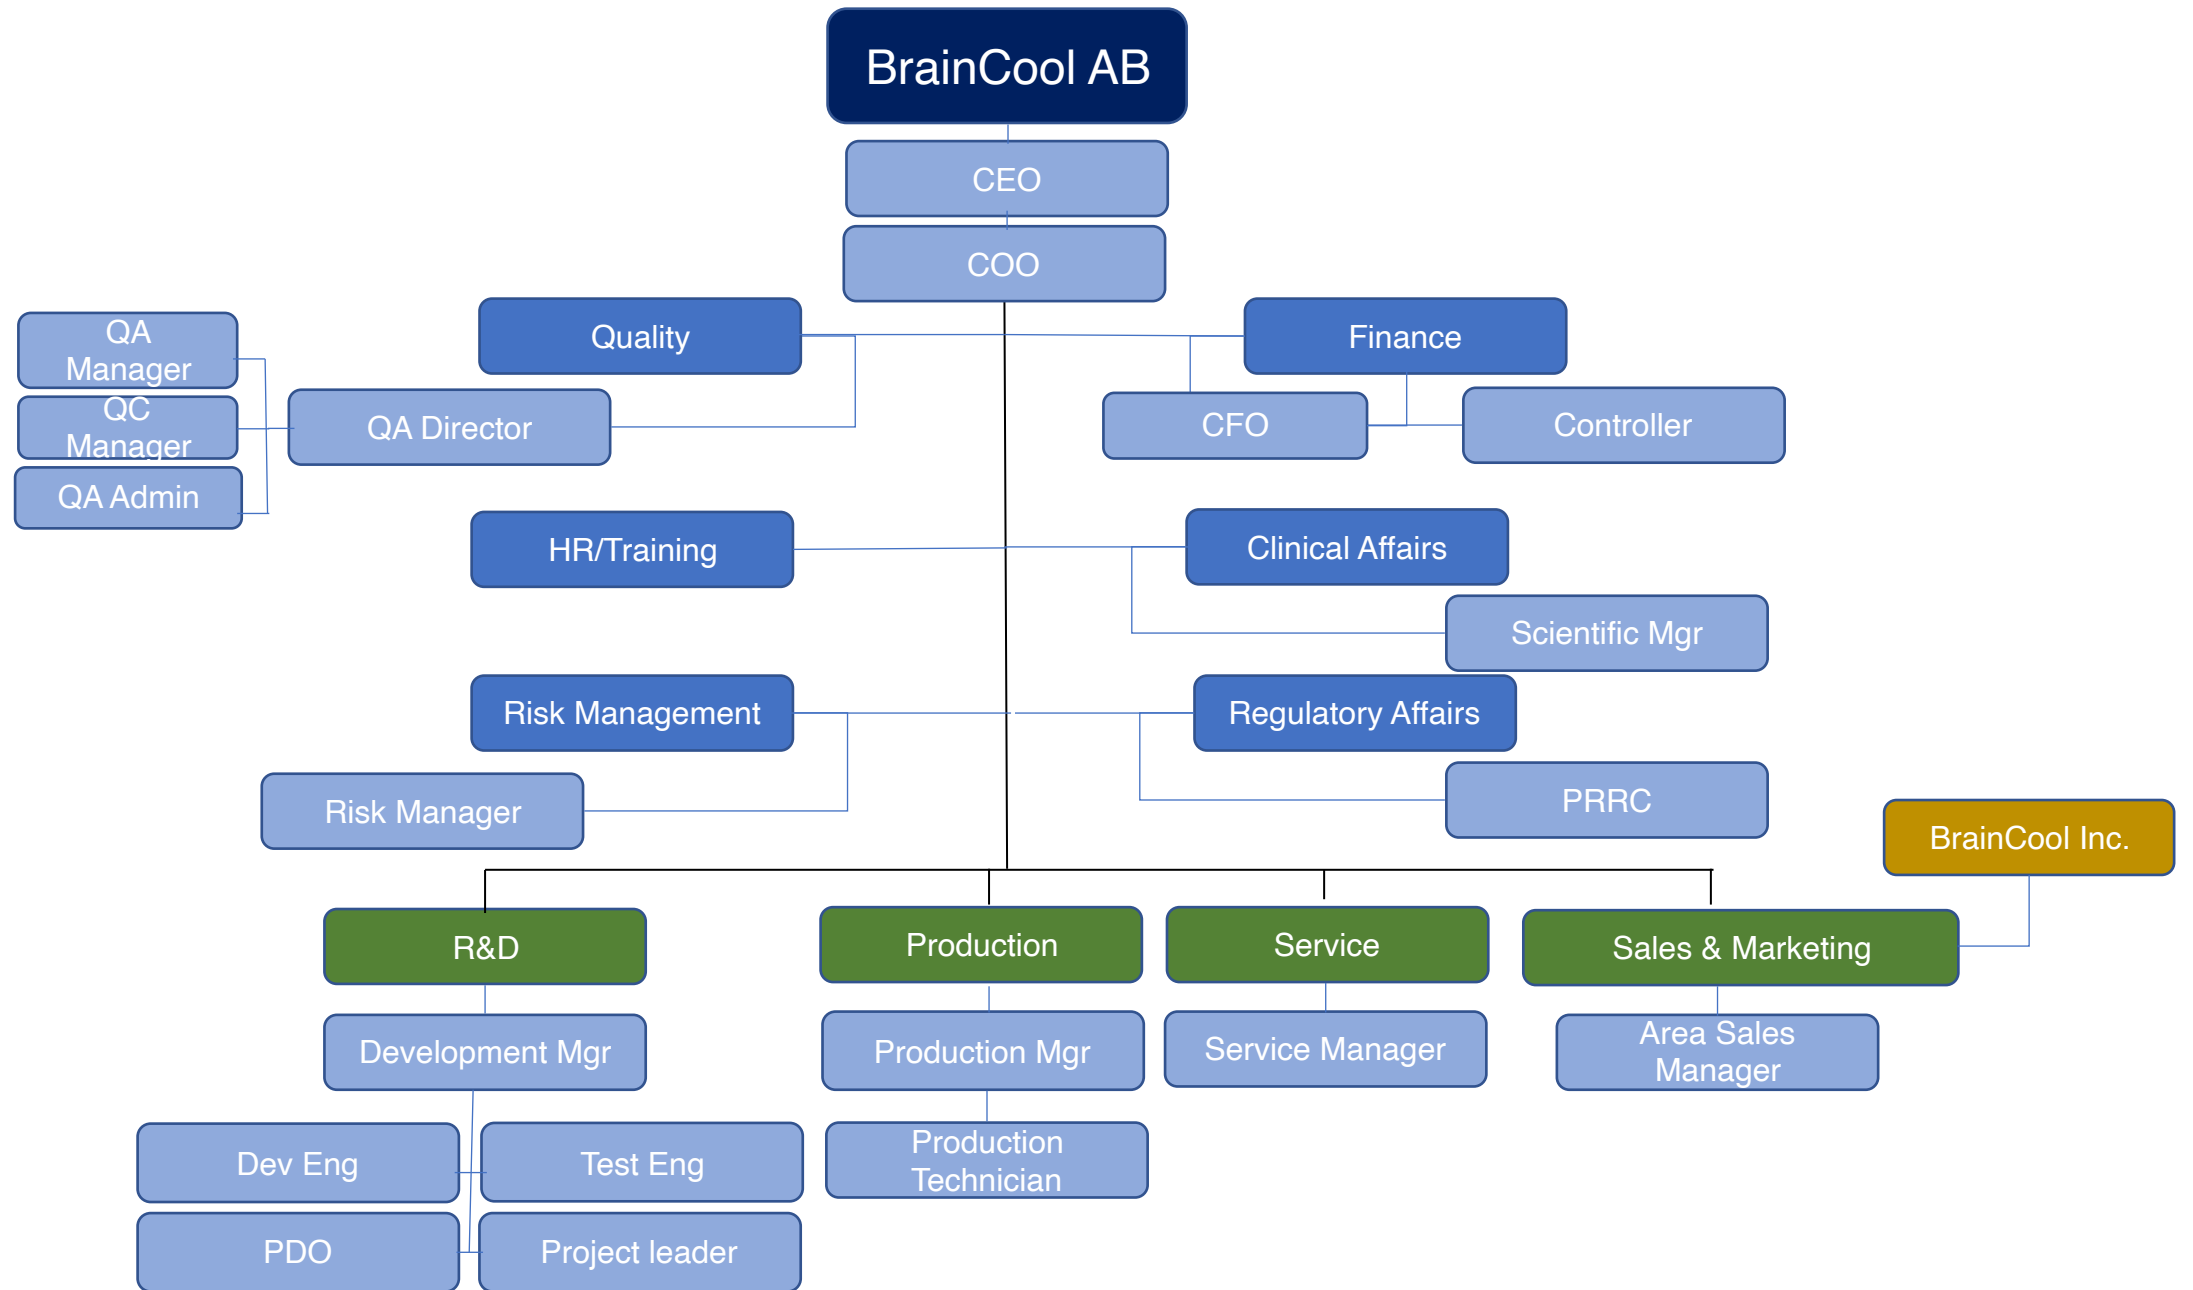 BrainCool AB
CEO
COO
Quality
Finance
QA
Manager
QC
Manager
QA Admin
QA Director
CFO
Controller
HR/Training
Clinical Affairs
Scientific Mgr
Risk Management
Regulatory Affairs
Risk Manager
PRRC
BrainCool Inc.
R&D
Production
Service
Sales & Marketing
Development Mgr
Production Mgr
Service Manager
Area Sales
Manager
Dev Eng
Test Eng
Production
Technician
PDO
Project leader